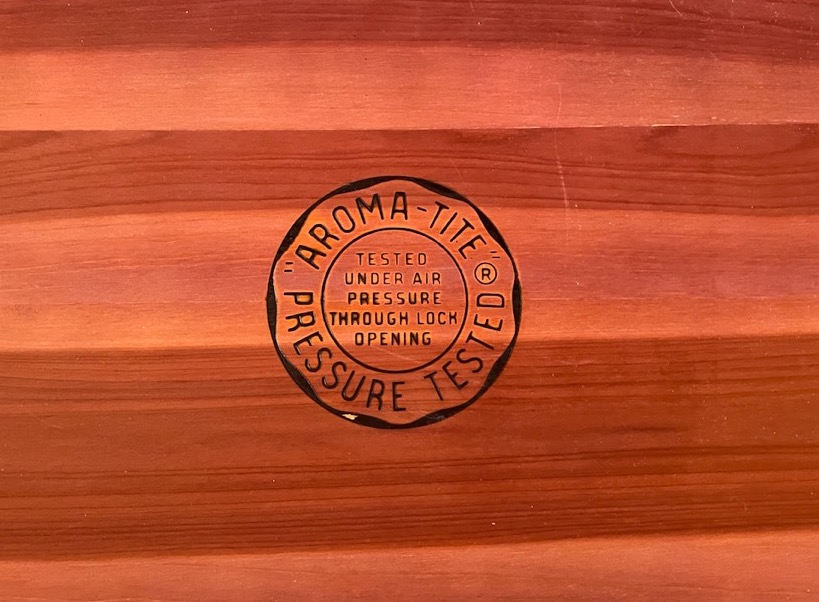 "AROMA-TITE"®
TESTED
UNDER AIR
PRESSURE
THROUGH LOCK
OPENING
PRESSURE TESTED